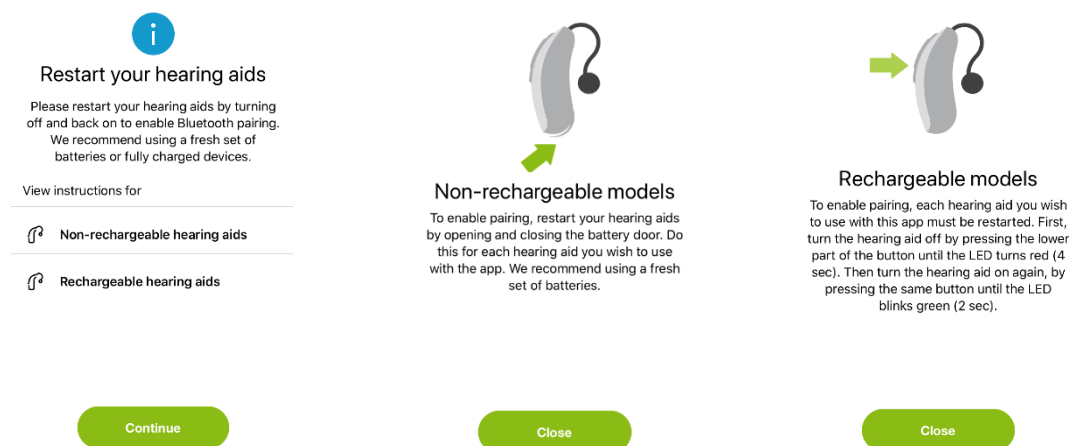 i
Restart your hearing aids
Please restart your hearing aids by turning
off and back on to enable Bluetooth pairing.
We recommend using a fresh set of
batteries or fully charged devices.
View instructions for
Non-rechargeable hearing aids
Rechargeable hearing aids
Continue
Non-rechargeable models
To enable pairing, restart your hearing aids
by opening and closing the battery door. Do
this for each hearing aid you wish to use
with the app. We recommend using a fresh
set of batteries.
Close
Rechargeable models
To enable pairing, each hearing aid you wish
to use with this app must be restarted. First,
turn the hearing aid off by pressing the lower
part of the button until the LED turns red (4
sec). Then turn the hearing aid on again, by
pressing the same button until the LED
blinks green (2 sec).
Close